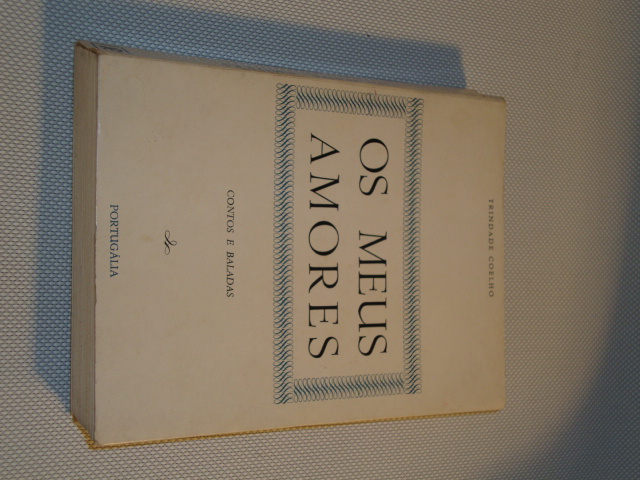 TRINDADE COELHO
OS MEUS
AMORES
CONTOS E BALADAS
PORTUGÁLIA